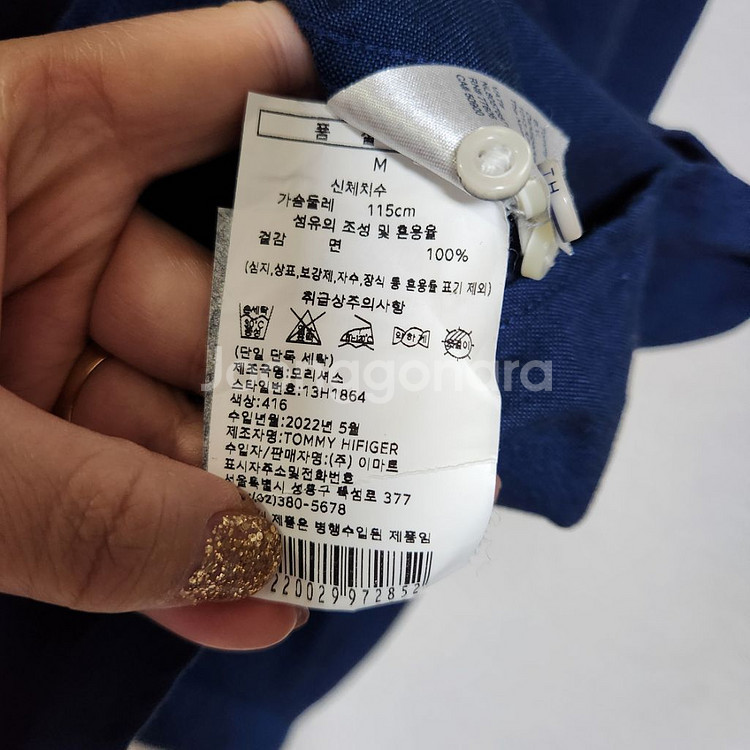 품
M
신체치수
가슴둘레 115cm
섬유의 조성 및 혼용율
겉감 면 100%
(심지,상표,보강제,자수,장식 등 혼용률 표기 제외)
취급상주의사항
약하게
(단일 단독 세탁)
제조국명:모리셔스
스타일번호:13H1864
색상:416
수입년월:2022년 5월
제조자명:TOMMY HIFIGER
수입자/판매자명:(주) 이마트
표시자주소및전화번호
서울특별시 성동구 뚝섬로 377
(02)380-5678
제품은 병행수입된 제품임
220029972852
Joonggonara